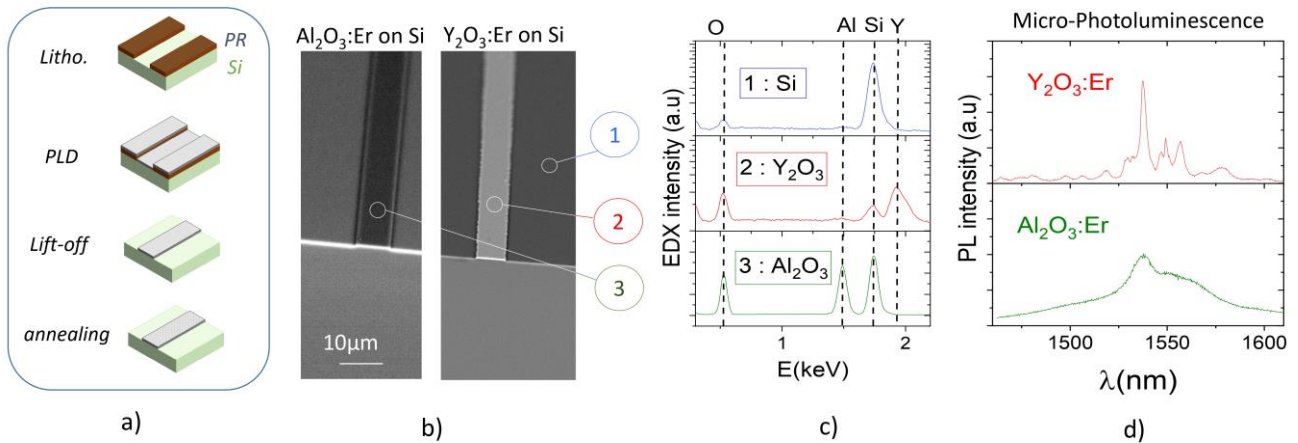 Litho.
PR
Si
PLD
Lift-off
annealing
a)
Al₂O₃:Er on Si
Y₂O₃:Er on Si
1
2
3
10µm
b)
O
Al
Si
Y
EDX intensity (a.u)
1 : Si
2 : Y₂O₃
3 : Al₂O₃
1
2
E(keV)
c)
Micro-Photoluminescence
PL intensity (a.u)
Y₂O₃:Er
Al₂O₃:Er
1500
1550
1600
λ(nm)
d)